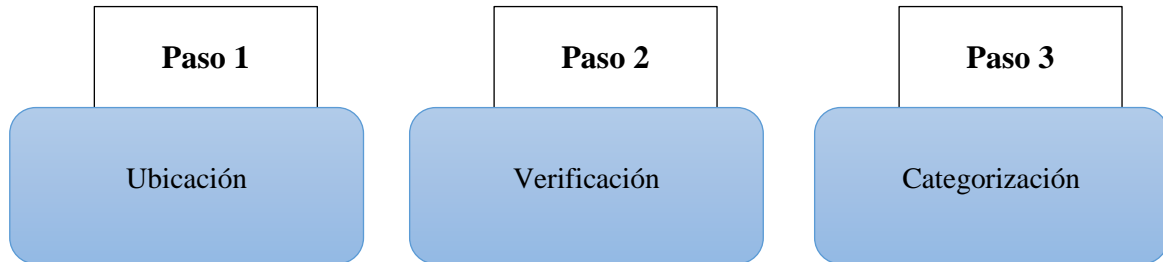 Paso 1
Paso 2
Paso 3
Ubicación
Verificación
Categorización